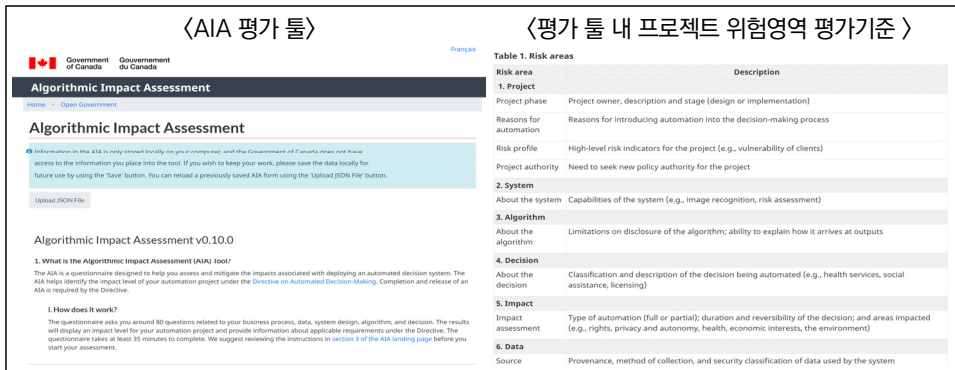 〈AIA 평가 툴〉
Français
Government of Canada
Gouvernement du Canada
Algorithmic Impact Assessment
Home - Open Government
Algorithmic Impact Assessment
Information in the AIA is only stored locally on your computer, and the Government of Canada does not have
access to the information you place into the tool. If you wish to keep your work, please save the data locally for
future use by using the 'Save' button. You can reload a previously saved AIA form using the 'Upload JSON File' button.
Upload JSON File
Algorithmic Impact Assessment v0.10.0
1. What is the Algorithmic Impact Assessment (AIA) Tool?
The AIA is a questionnaire designed to help you assess and mitigate the impacts associated with deploying an automated decision system. The
AIA helps identify the impact level of your automation project under the Directive on Automated Decision-Making. Completion and release of an
AIA is required by the Directive.
i. How does it work?
The questionnaire asks you around 80 questions related to your business process, data, system design, algorithm, and decision. The results
will display an impact level for your automation project and provide information about applicable requirements under the Directive. The
questionnaire takes at least 35 minutes to complete. We suggest reviewing the instructions in section 3 of the AIA landing page before you
start your assessment.
〈평가 툴 내 프로젝트 위험영역 평가기준 〉
Table 1. Risk areas
Risk area Description
1. Project
Project phase Project owner, description and stage (design or implementation)
Reasons for automation Reasons for introducing automation into the decision-making process
Risk profile High-level risk indicators for the project (e.g., vulnerability of clients)
Project authority Need to seek new policy authority for the project
2. System
About the system Capabilities of the system (e.g., image recognition, risk assessment)
3. Algorithm
About the algorithm Limitations on disclosure of the algorithm; ability to explain how it arrives at outputs
4. Decision
About the decision Classification and description of the decision being automated (e.g., health services, social
assistance, licensing)
5. Impact
Impact assessment Type of automation (full or partial); duration and reversibility of the decision; and areas impacted
(e.g., rights, privacy and autonomy, health, economic interests, the environment)
6. Data
Source Provenance, method of collection, and security classification of data used by the system